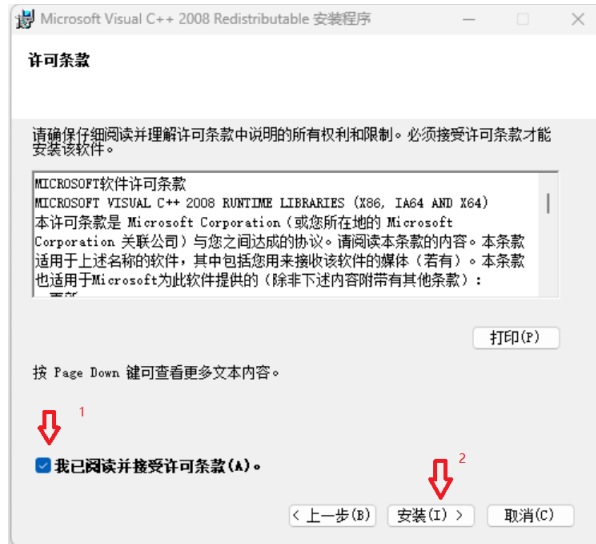 Microsoft Visual C++ 2008 Redistributable 安装程序
许可条款
请确保仔细阅读并理解许可条款中说明的所有权利和限制。必须接受许可条款才能
安装该软件。
MICROSOFT软件许可条款
MICROSOFT VISUAL C++ 2008 RUNTIME LIBRARIES (X86, IA64 AND X64)
本许可条款是 Microsoft Corporation（或您所在地的 Microsoft
Corporation 关联公司）与您之间达成的协议。请阅读本条款的内容。本条款
适用于上述名称的软件，其中包括您用来接收该软件的媒体（若有）。本条款
也适用于Microsoft为此软件提供的（除非下述内容附带有其他条款）：
打印(P)
按 Page Down 键可查看更多文本内容。
1
我已阅读并接受许可条款(A)。
2
< 上一步(B)
安装(I) >
取消(C)